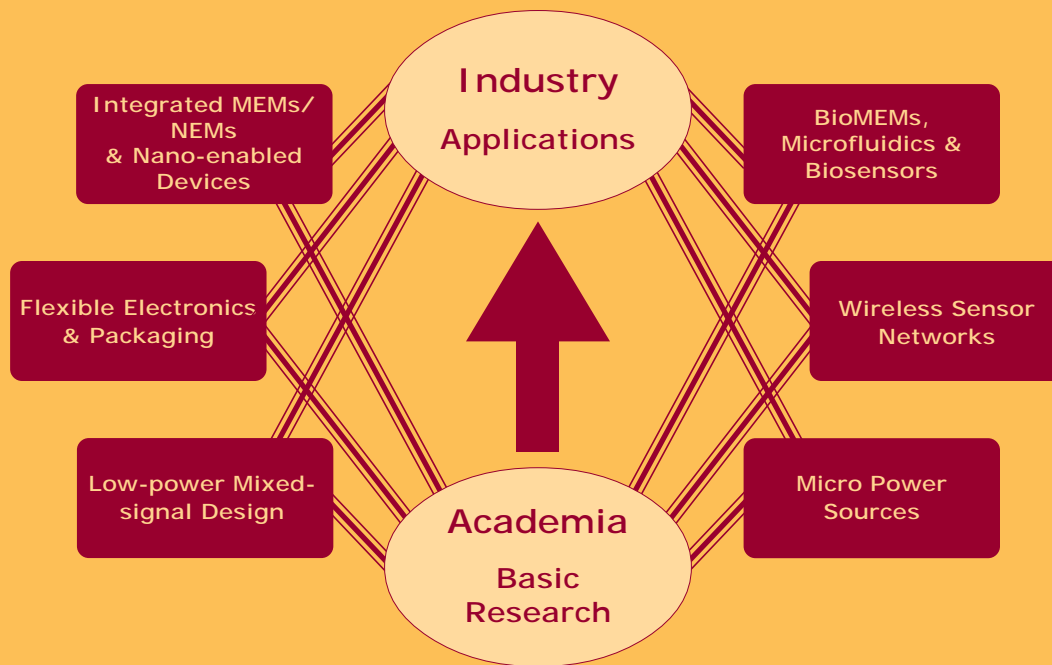 Industry
Applications
Integrated MEMs/
NEMs
& Nano-enabled
Devices
BioMEMs,
Microfluidics &
Biosensors
Flexible Electronics
& Packaging
Wireless Sensor
Networks
Low-power Mixed-
signal Design
Micro Power
Sources
Academia
Basic
Research